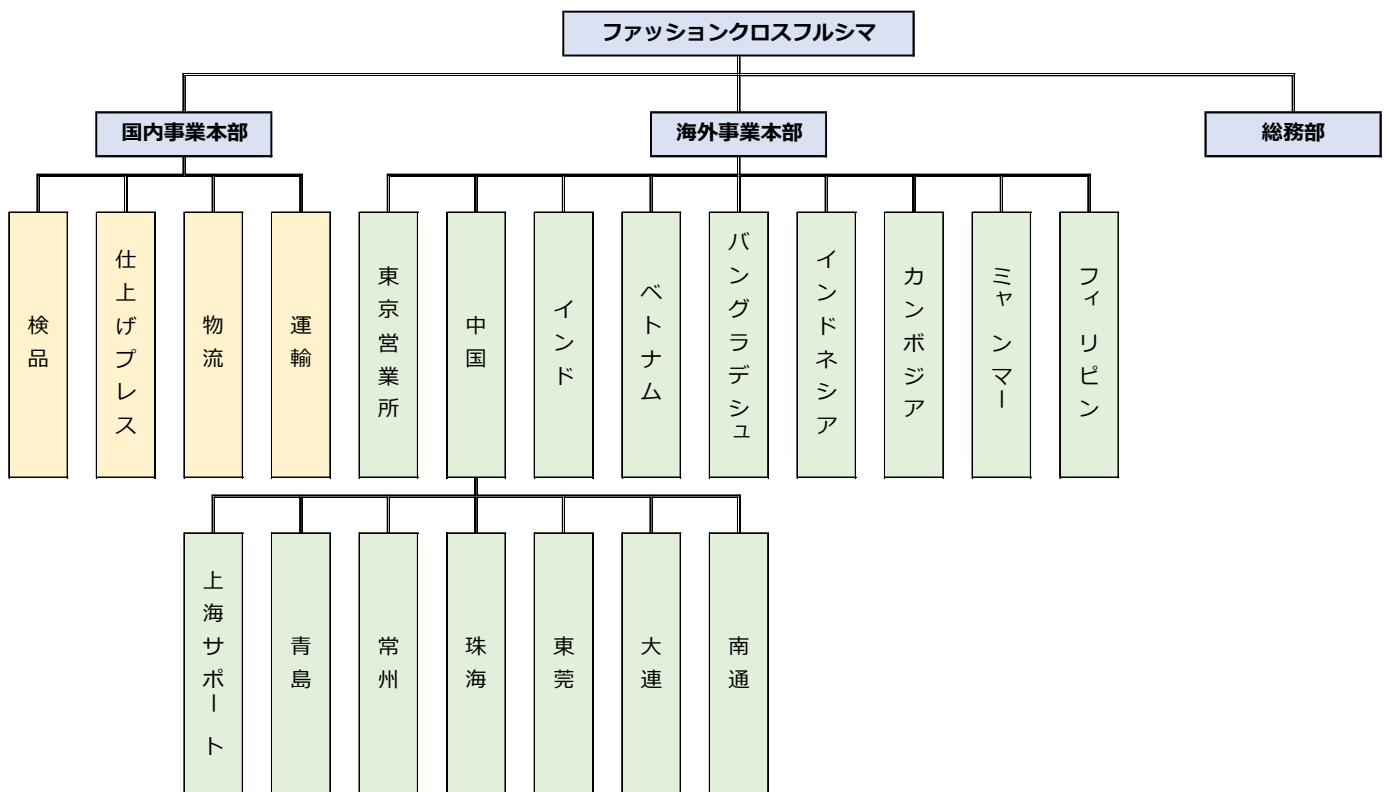 ファッションクロスフルシマ
国内事業本部
海外事業本部
総務部
検品
仕上げプレス
物流
運輸
東京営業所
中国
インド
ベトナム
バングラデシュ
インドネシア
カンボジア
ミャンマー
フィリピン
上海サポート
青島
常州
珠海
東莞
大連
南通